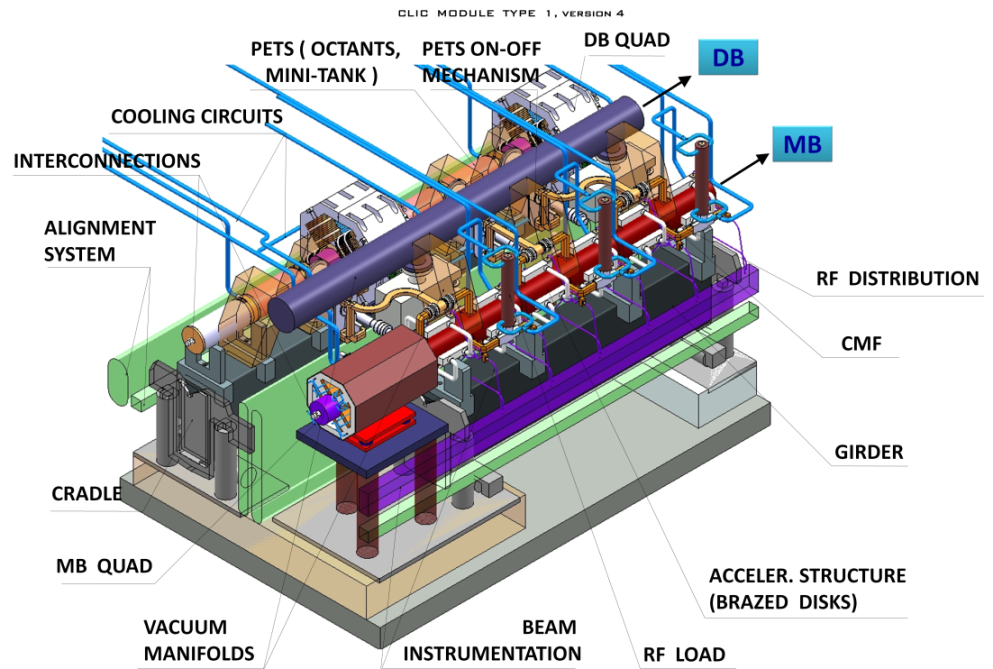 CLIC MODULE TYPE 1, VERSION 4
PETS ( OCTANTS,
MINI-TANK )
PETS ON-OFF
MECHANISM
DB QUAD
DB
COOLING CIRCUITS
MB
INTERCONNECTIONS
ALIGNMENT
SYSTEM
RF DISTRIBUTION
CMF
GIRDER
CRADLE
MB QUAD
ACCELER. STRUCTURE
(BRAZED DISKS)
VACUUM
MANIFOLDS
BEAM
INSTRUMENTATION
RF LOAD